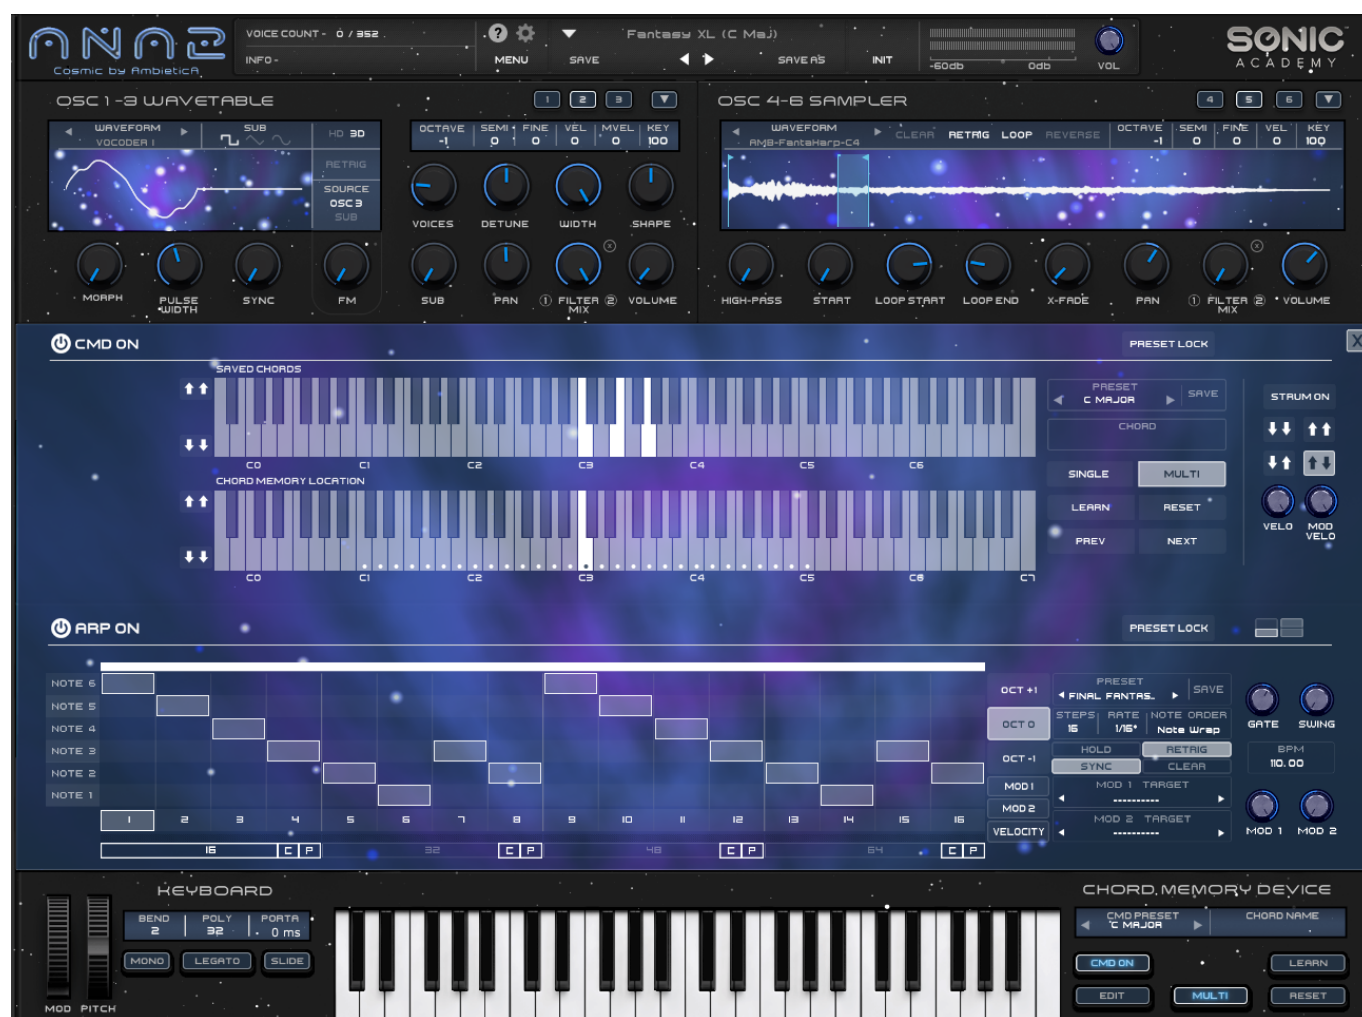 ANA2
Cosmic by AmbieticA
VOICE COUNT - 0 / 352
INFO -
?
MENU
SAVE
Fantasy XL (C Maj)
SAVE AS
INIT
-60db
0db
VOL
SONIC
ACADEMY
OSC 1-3 WAVETABLE
1 2 3
OSC 4-6 SAMPLER
4 5 6
WAVEFORM
VOCODER 1
SUB
HD 3D
RETRIG
SOURCE
OSC 3
SUB
OCTAVE SEMI FINE VEL MVEL KEY
-1 0 0 0 0 100
VOICES DETUNE WIDTH SHAPE
WAVEFORM
AMB-FantaHarp-C4
CLEAR RETRIG LOOP REVERSE
OCTAVE SEMI FINE VEL KEY
-1 0 0 0 100
MORPH PULSE WIDTH SYNC FM SUB PAN 1 FILTER MIX 2 X VOLUME
HIGH-PASS START LOOP START LOOP END X-FADE PAN 1 FILTER MIX 2 X VOLUME
CMD ON
PRESET LOCK
X
SAVED CHORDS
C0 C1 C2 C3 C4 C5 C6
CHORD MEMORY LOCATION
C0 C1 C2 C3 C4 C5 C6 C7
PRESET
C MAJOR
SAVE
CHORD
SINGLE MULTI
LEARN RESET
PREV NEXT
STRUM ON
VELO MOD VELO
ARP ON
PRESET LOCK
NOTE 6
NOTE 5
NOTE 4
NOTE 3
NOTE 2
NOTE 1
1 2 3 4 5 6 7 8 9 10 11 12 13 14 15 16
16 C P 32 C P 48 C P 64 C P
OCT +1
OCT 0
OCT -1
MOD 1
MOD 2
VELOCITY
PRESET
FINAL FANTAS..
SAVE
STEPS RATE NOTE ORDER
16 1/16* Note Wrap
HOLD RETRIG
SYNC CLEAR
MOD 1 TARGET
----------
MOD 2 TARGET
----------
GATE SWING
BPM
110.00
MOD 1 MOD 2
KEYBOARD
BEND POLY PORTA
2 32 0 ms
MONO LEGATO SLIDE
MOD PITCH
CHORD MEMORY DEVICE
CMD PRESET
C MAJOR
CHORD NAME
CMD ON LEARN
EDIT MULTI RESET